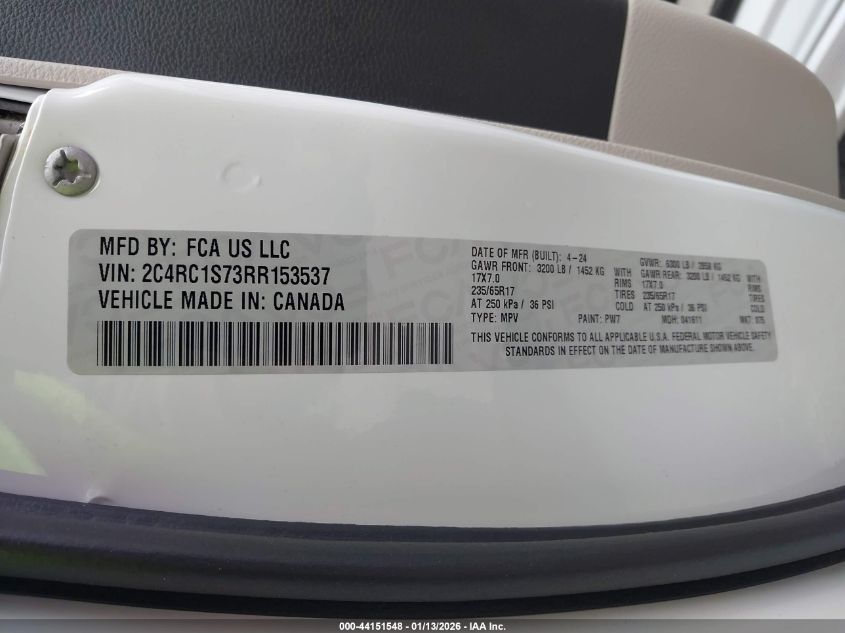 MFD BY: FCA US LLC
VIN: 2C4RC1S73RR153537
VEHICLE MADE IN: CANADA
DATE OF MFR (BUILT): 4-24 GVWR: 6300 LB / 2858 KG
GAWR FRONT: 3200 LB / 1452 KG WITH GAWR REAR: 3200 LB / 1452 KG WITH
17X7.0 RIMS 17X7.0 RIMS
235/65R17 TIRES 235/65R17 TIRES
AT 250 kPa / 36 PSI COLD AT 250 kPa / 36 PSI COLD
TYPE: MPV PAINT: PW7 MDH: 041611 MKT:
THIS VEHICLE CONFORMS TO ALL APPLICABLE U.S.A. FEDERAL MOTOR VEHICLE SAFETY
STANDARDS IN EFFECT ON THE DATE OF MANUFACTURE SHOWN ABOVE.
000-44151548 - 01/13/2026 - © IAA Inc.